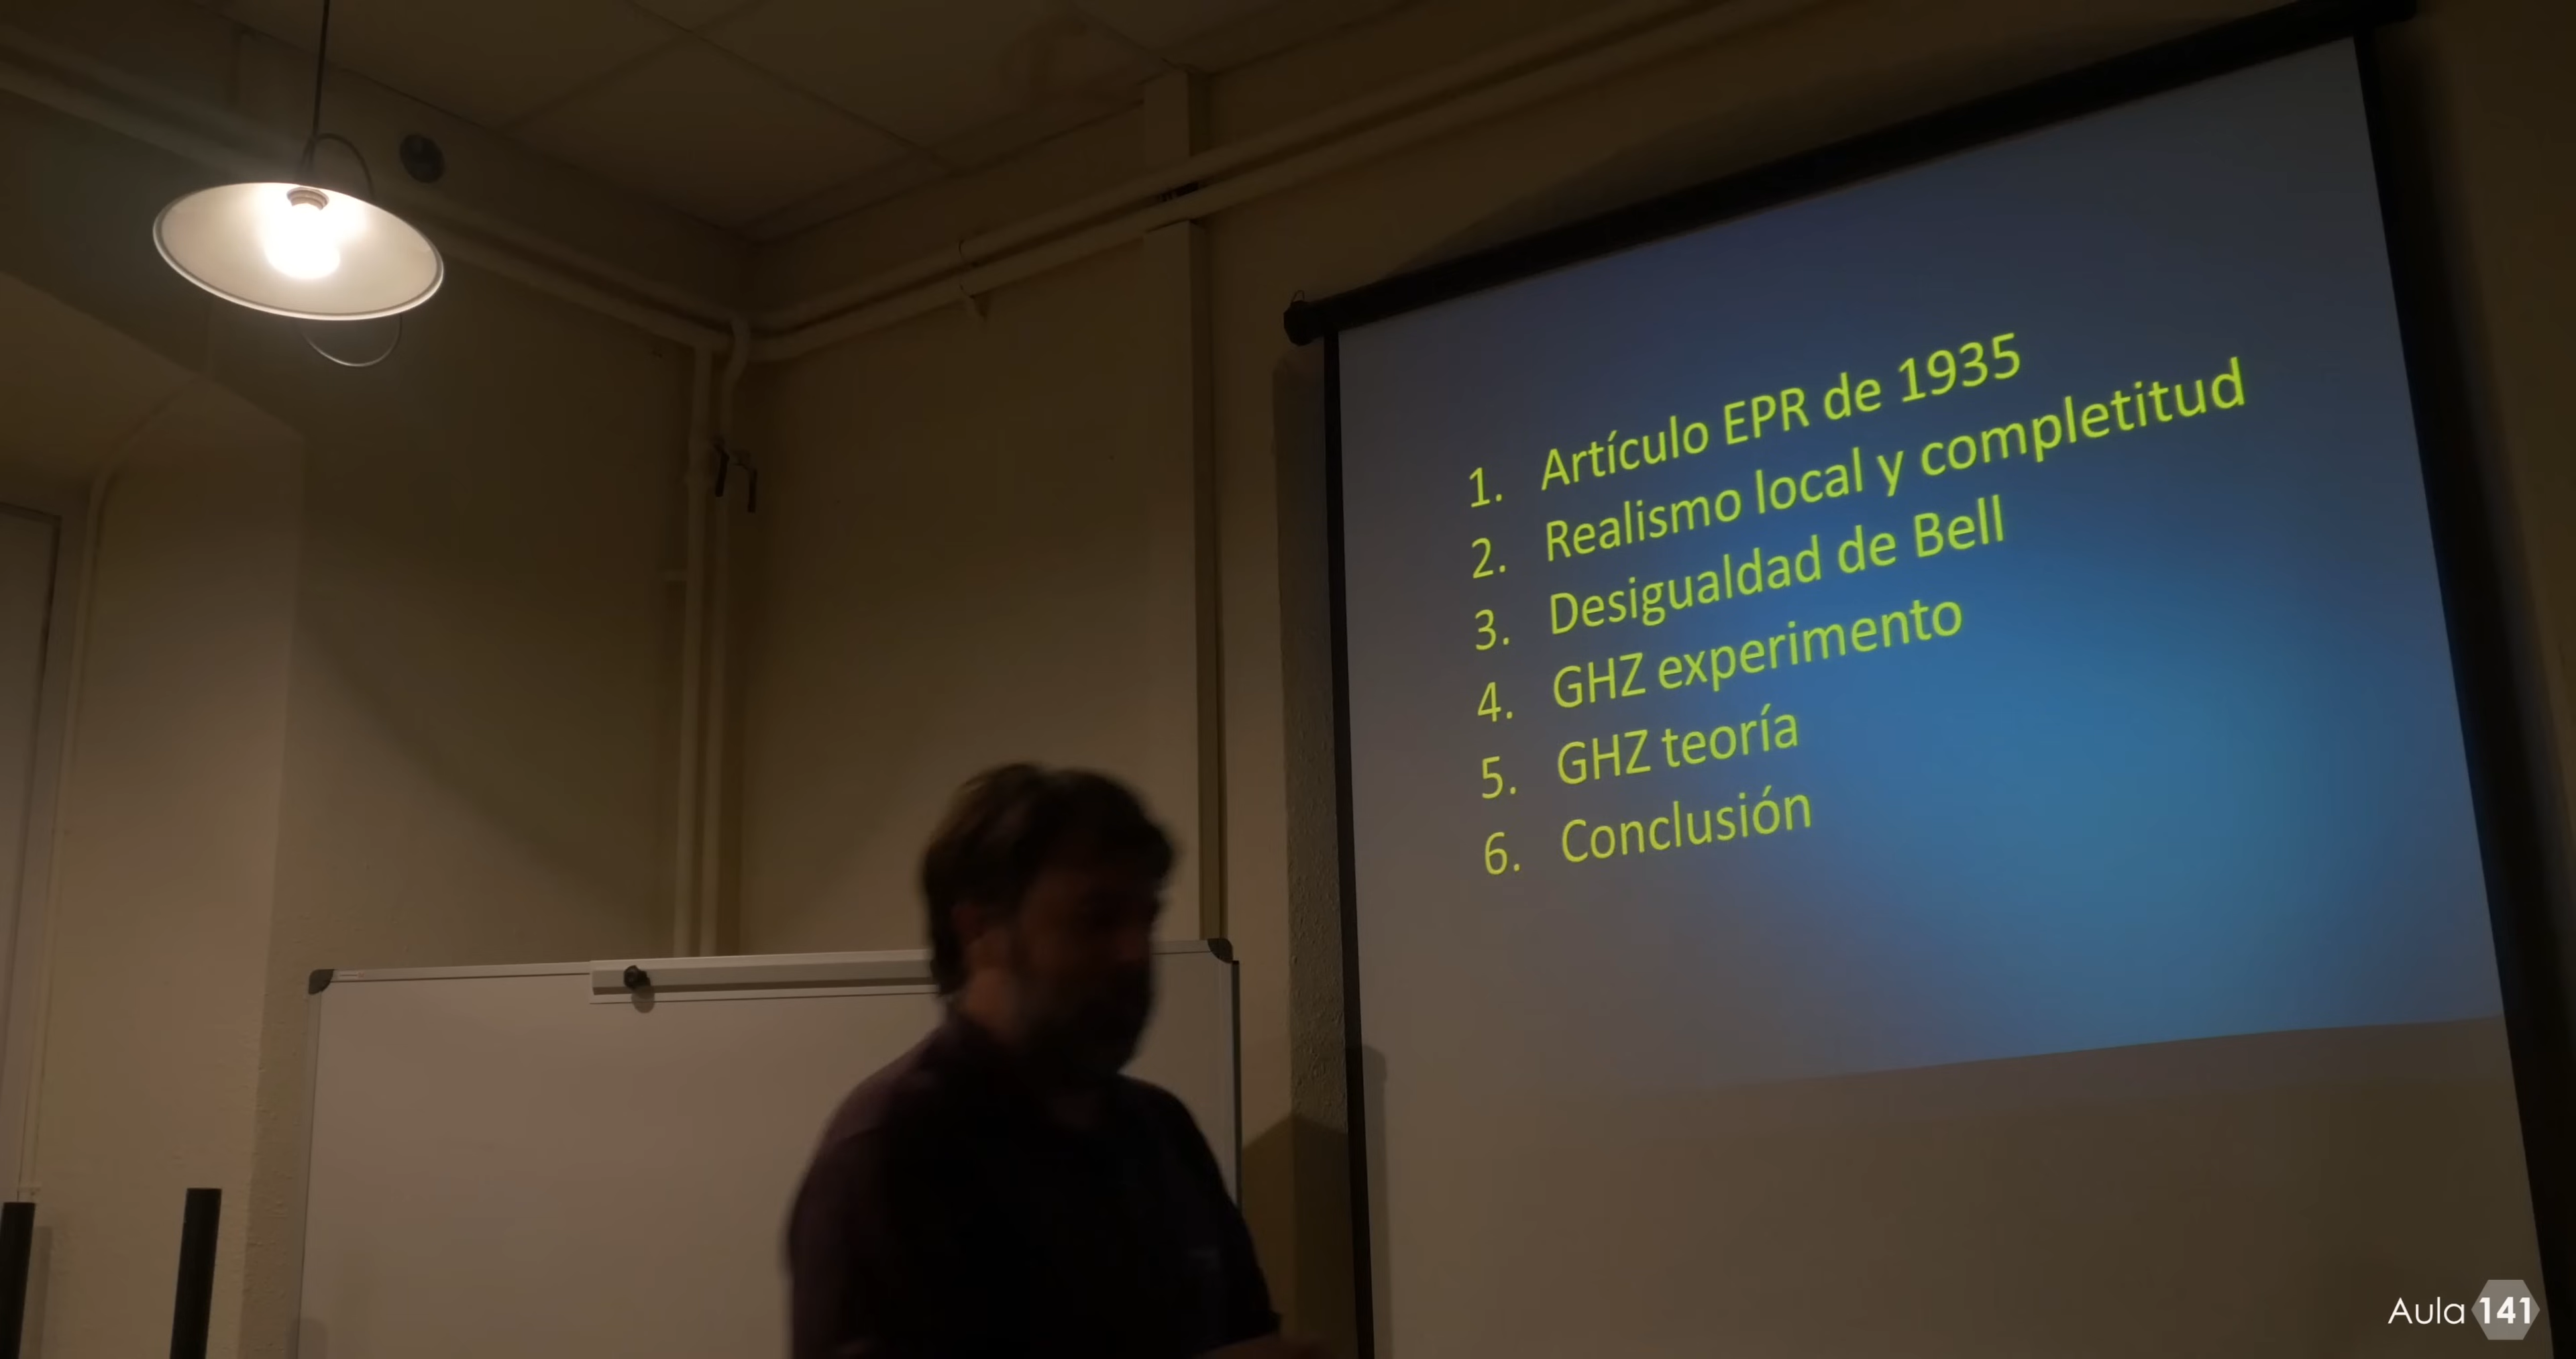 1. Artículo EPR de 1935
2. Realismo local y completitud
3. Desigualdad de Bell
4. GHZ experimento
5. GHZ teoría
6. Conclusión
Aula 141